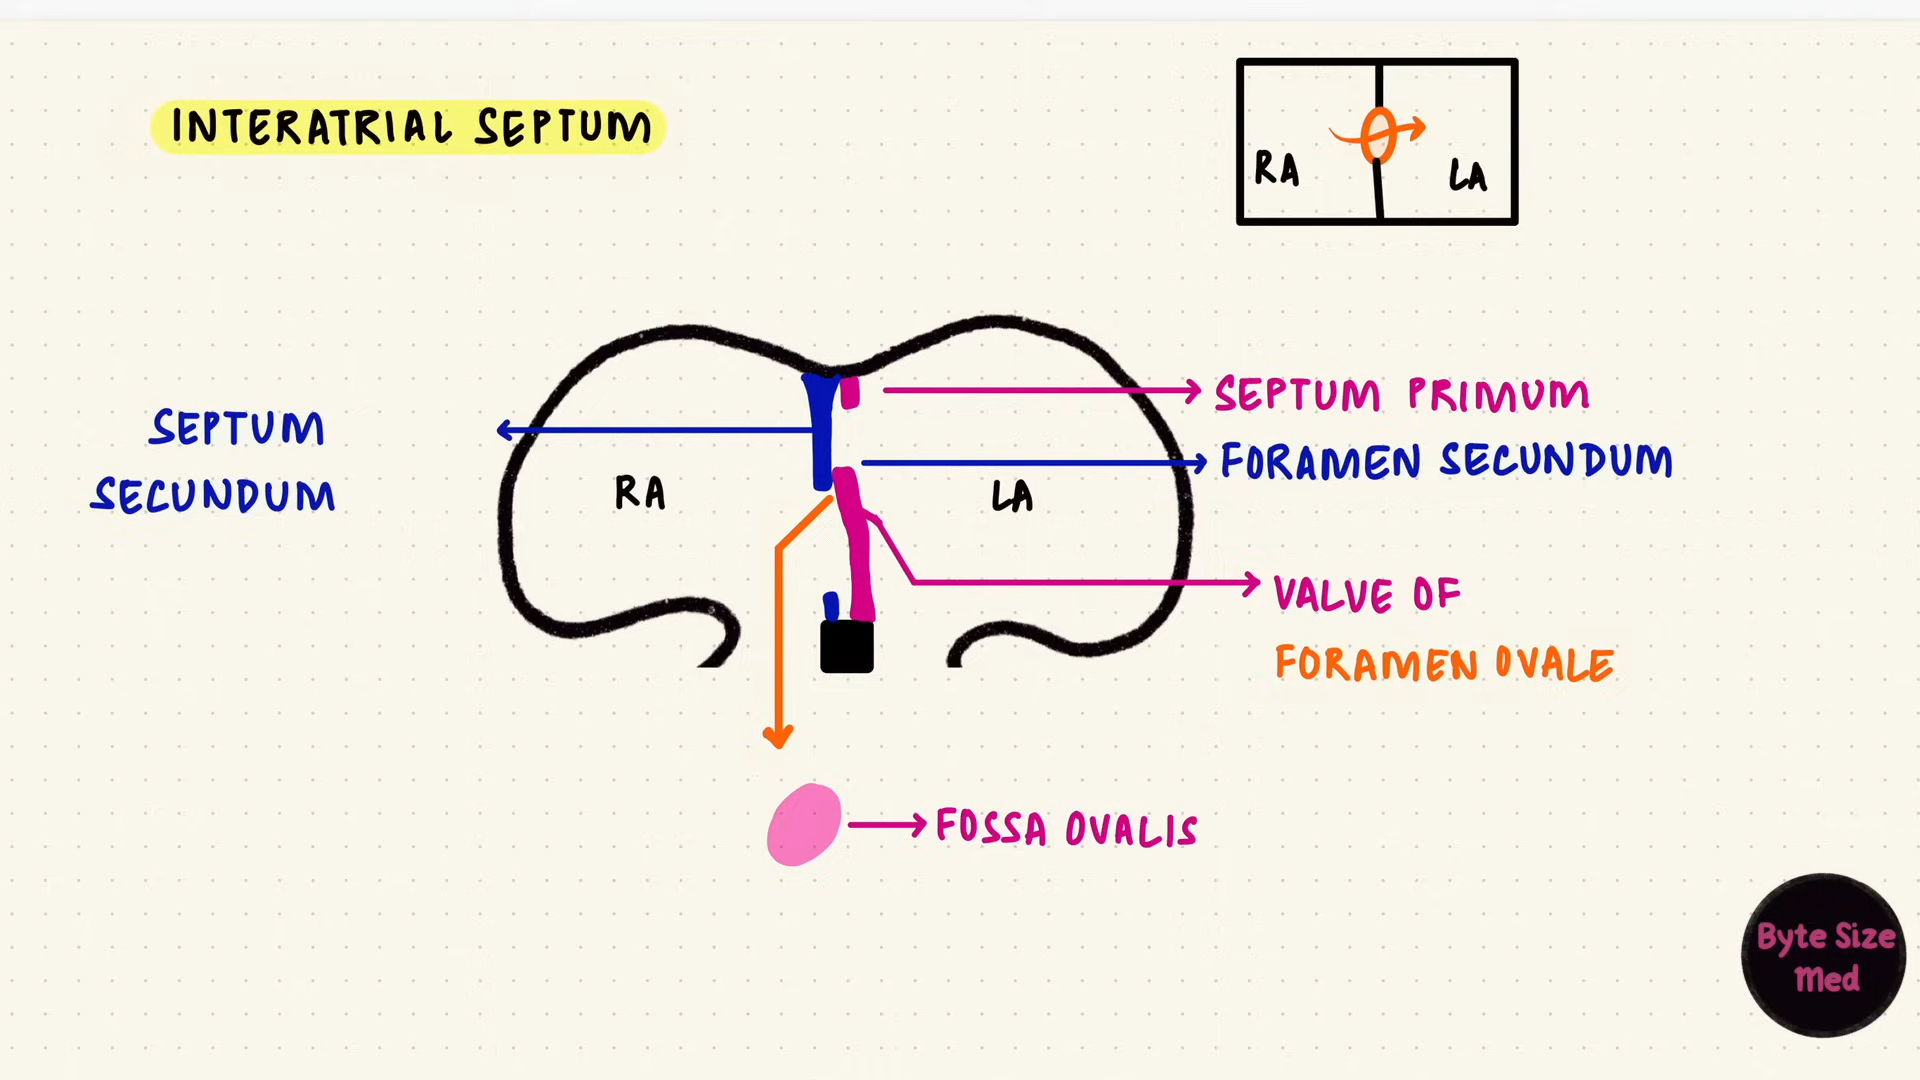 INTERATRIAL SEPTUM
RA
LA
SEPTUM
SECUNDUM
SEPTUM PRIMUM
FORAMEN SECUNDUM
RA
LA
VALVE OF
FORAMEN OVALE
FOSSA OVALIS
Byte Size
Med